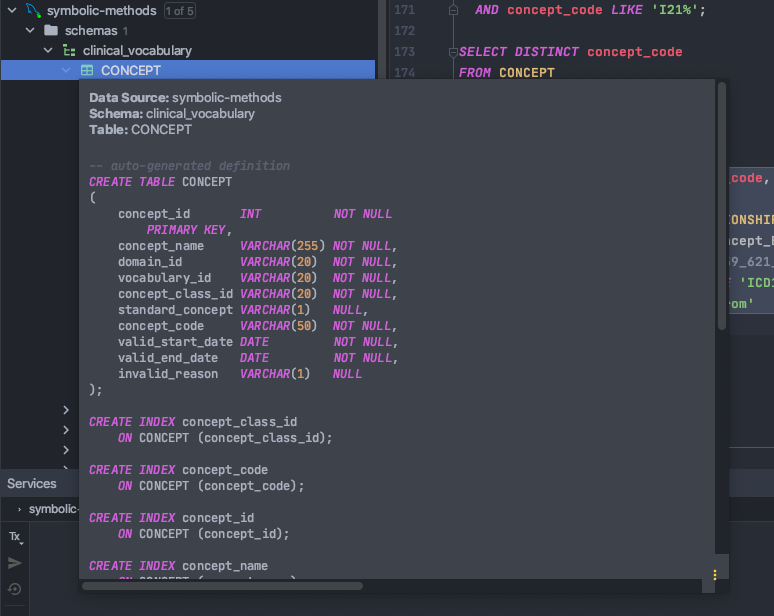 symbolic-methods 1 of 5
schemas 1
clinical_vocabulary
CONCEPT
171 AND concept_code LIKE 'I21%';
172
173 SELECT DISTINCT concept_code
174 FROM CONCEPT
Data Source: symbolic-methods
Schema: clinical_vocabulary
Table: CONCEPT
-- auto-generated definition
CREATE TABLE CONCEPT
(
concept_id INT NOT NULL
PRIMARY KEY,
concept_name VARCHAR(255) NOT NULL,
domain_id VARCHAR(20) NOT NULL,
vocabulary_id VARCHAR(20) NOT NULL,
concept_class_id VARCHAR(20) NOT NULL,
standard_concept VARCHAR(1) NULL,
concept_code VARCHAR(50) NOT NULL,
valid_start_date DATE NOT NULL,
valid_end_date DATE NOT NULL,
invalid_reason VARCHAR(1) NULL
);
CREATE INDEX concept_class_id
ON CONCEPT (concept_class_id);
CREATE INDEX concept_code
ON CONCEPT (concept_code);
CREATE INDEX concept_id
ON CONCEPT (concept_id);
CREATE INDEX concept_name
_code,
ONSHIP
ncept_
9_621_
'ICD1
rom'
Services
symbolic-
Tx